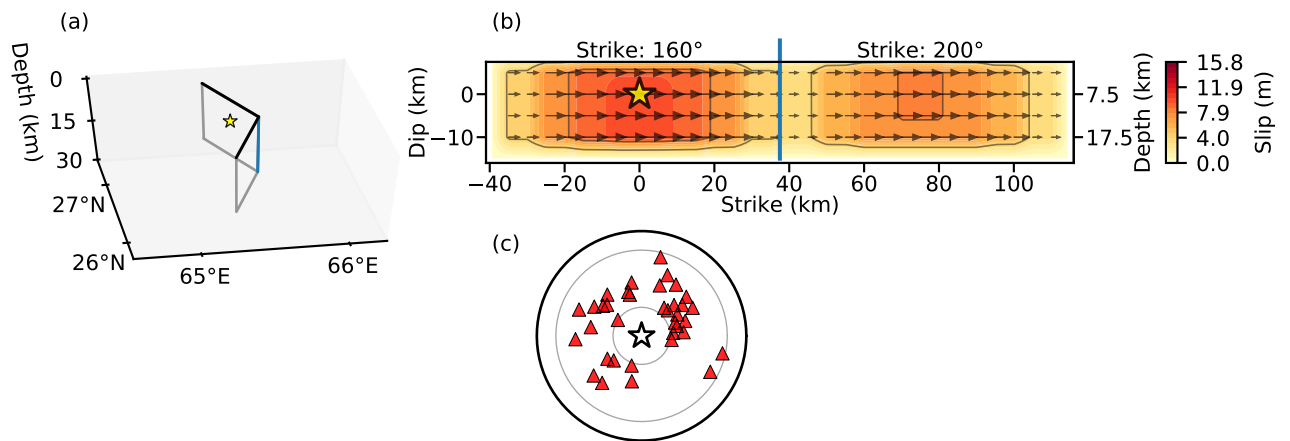 (a)
Depth (km)
0
15
30
27°N
26°N
65°E
66°E
(b)
Strike: 160°
Strike: 200°
Dip (km)
0
−10
7.5
17.5
Depth (km)
−40
−20
0
20
40
60
80
100
Strike (km)
15.8
11.9
7.9
4.0
0.0
Slip (m)
(c)